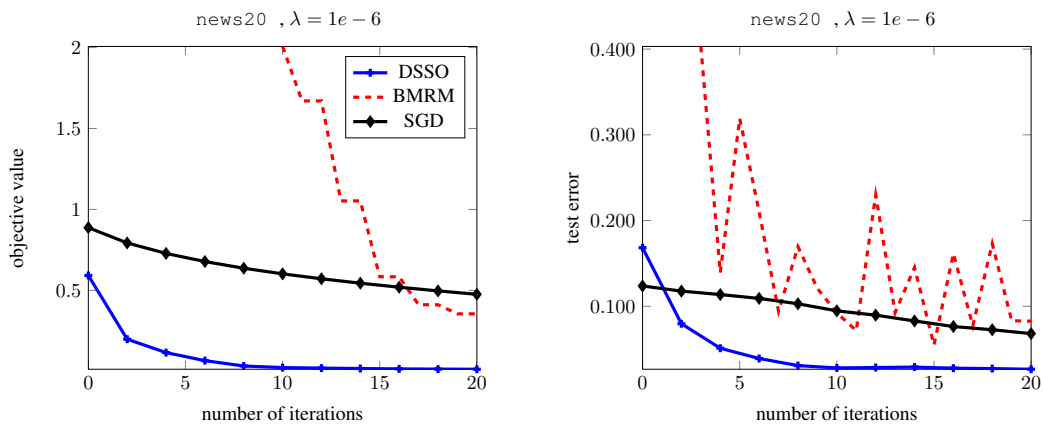 news20 , λ = 1e − 6
2
1.5
1
0.5
0
5
10
15
20
objective value
number of iterations
DSSO
BMRM
SGD
news20 , λ = 1e − 6
0.400
0.300
0.200
0.100
0
5
10
15
20
test error
number of iterations